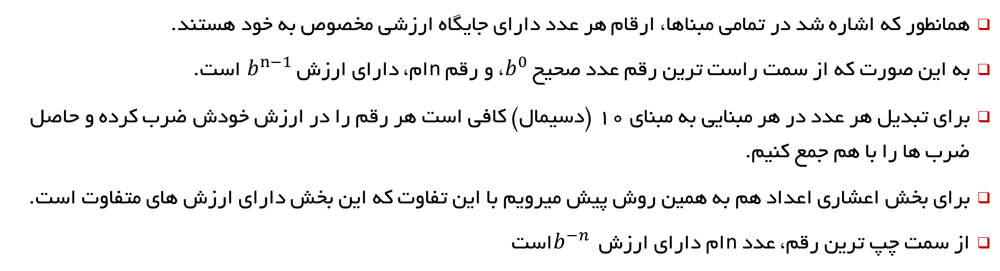 همانطور که اشاره شد در تمامی مبناها، ارقام هر عدد دارای جایگاه ارزشی مخصوص به خود هستند.
به این صورت که از سمت راست ترین رقم عدد صحیح b⁰، و رقم nام، دارای ارزش bⁿ⁻¹ است.
برای تبدیل هر عدد در هر مبنایی به مبنای ۱۰ (دسیمال) کافی است هر رقم را در ارزش خودش ضرب کرده و حاصل
ضرب ها را با هم جمع کنیم.
برای بخش اعشاری اعداد هم به همین روش پیش میرویم با این تفاوت که این بخش دارای ارزش های متفاوت است.
از سمت چپ ترین رقم، عدد nام دارای ارزش b⁻ⁿ است